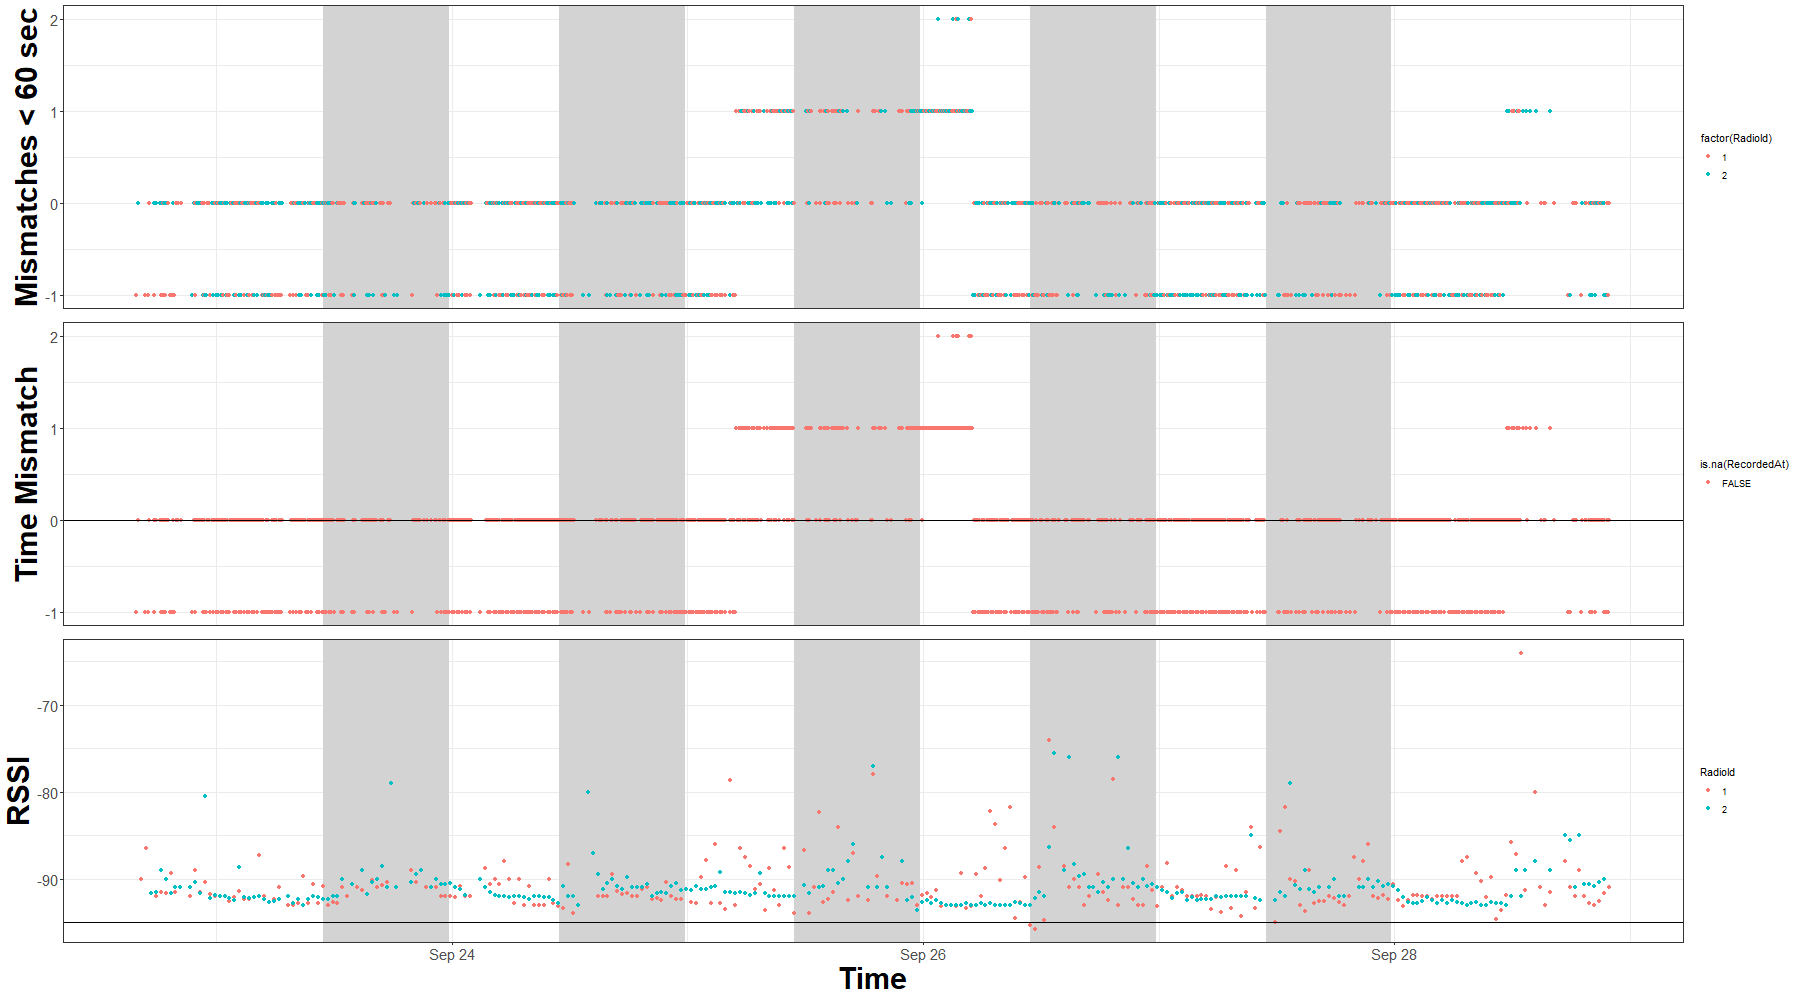 Mismatches < 60 sec
2
1
0
-1
factor(RadioId)
1
2
Time Mismatch
2
1
0
-1
is.na(RecordedAt)
FALSE
RSSI
-70
-80
-90
RadioId
1
2
Sep 24
Sep 26
Sep 28
Time